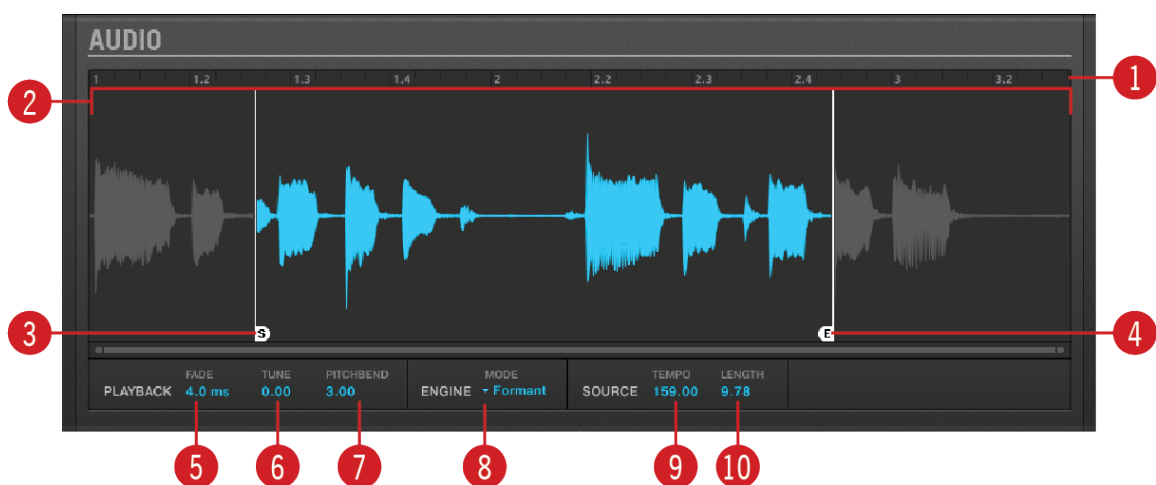 AUDIO
1 1.2 1.3 1.4 2 2.2 2.3 2.4 3 3.2
1
2
3
S
E
4
FADE TUNE PITCHBEND MODE TEMPO LENGTH
PLAYBACK 4.0 ms 0.00 3.00 ENGINE Formant SOURCE 159.00 9.78
5 6 7 8 9 10